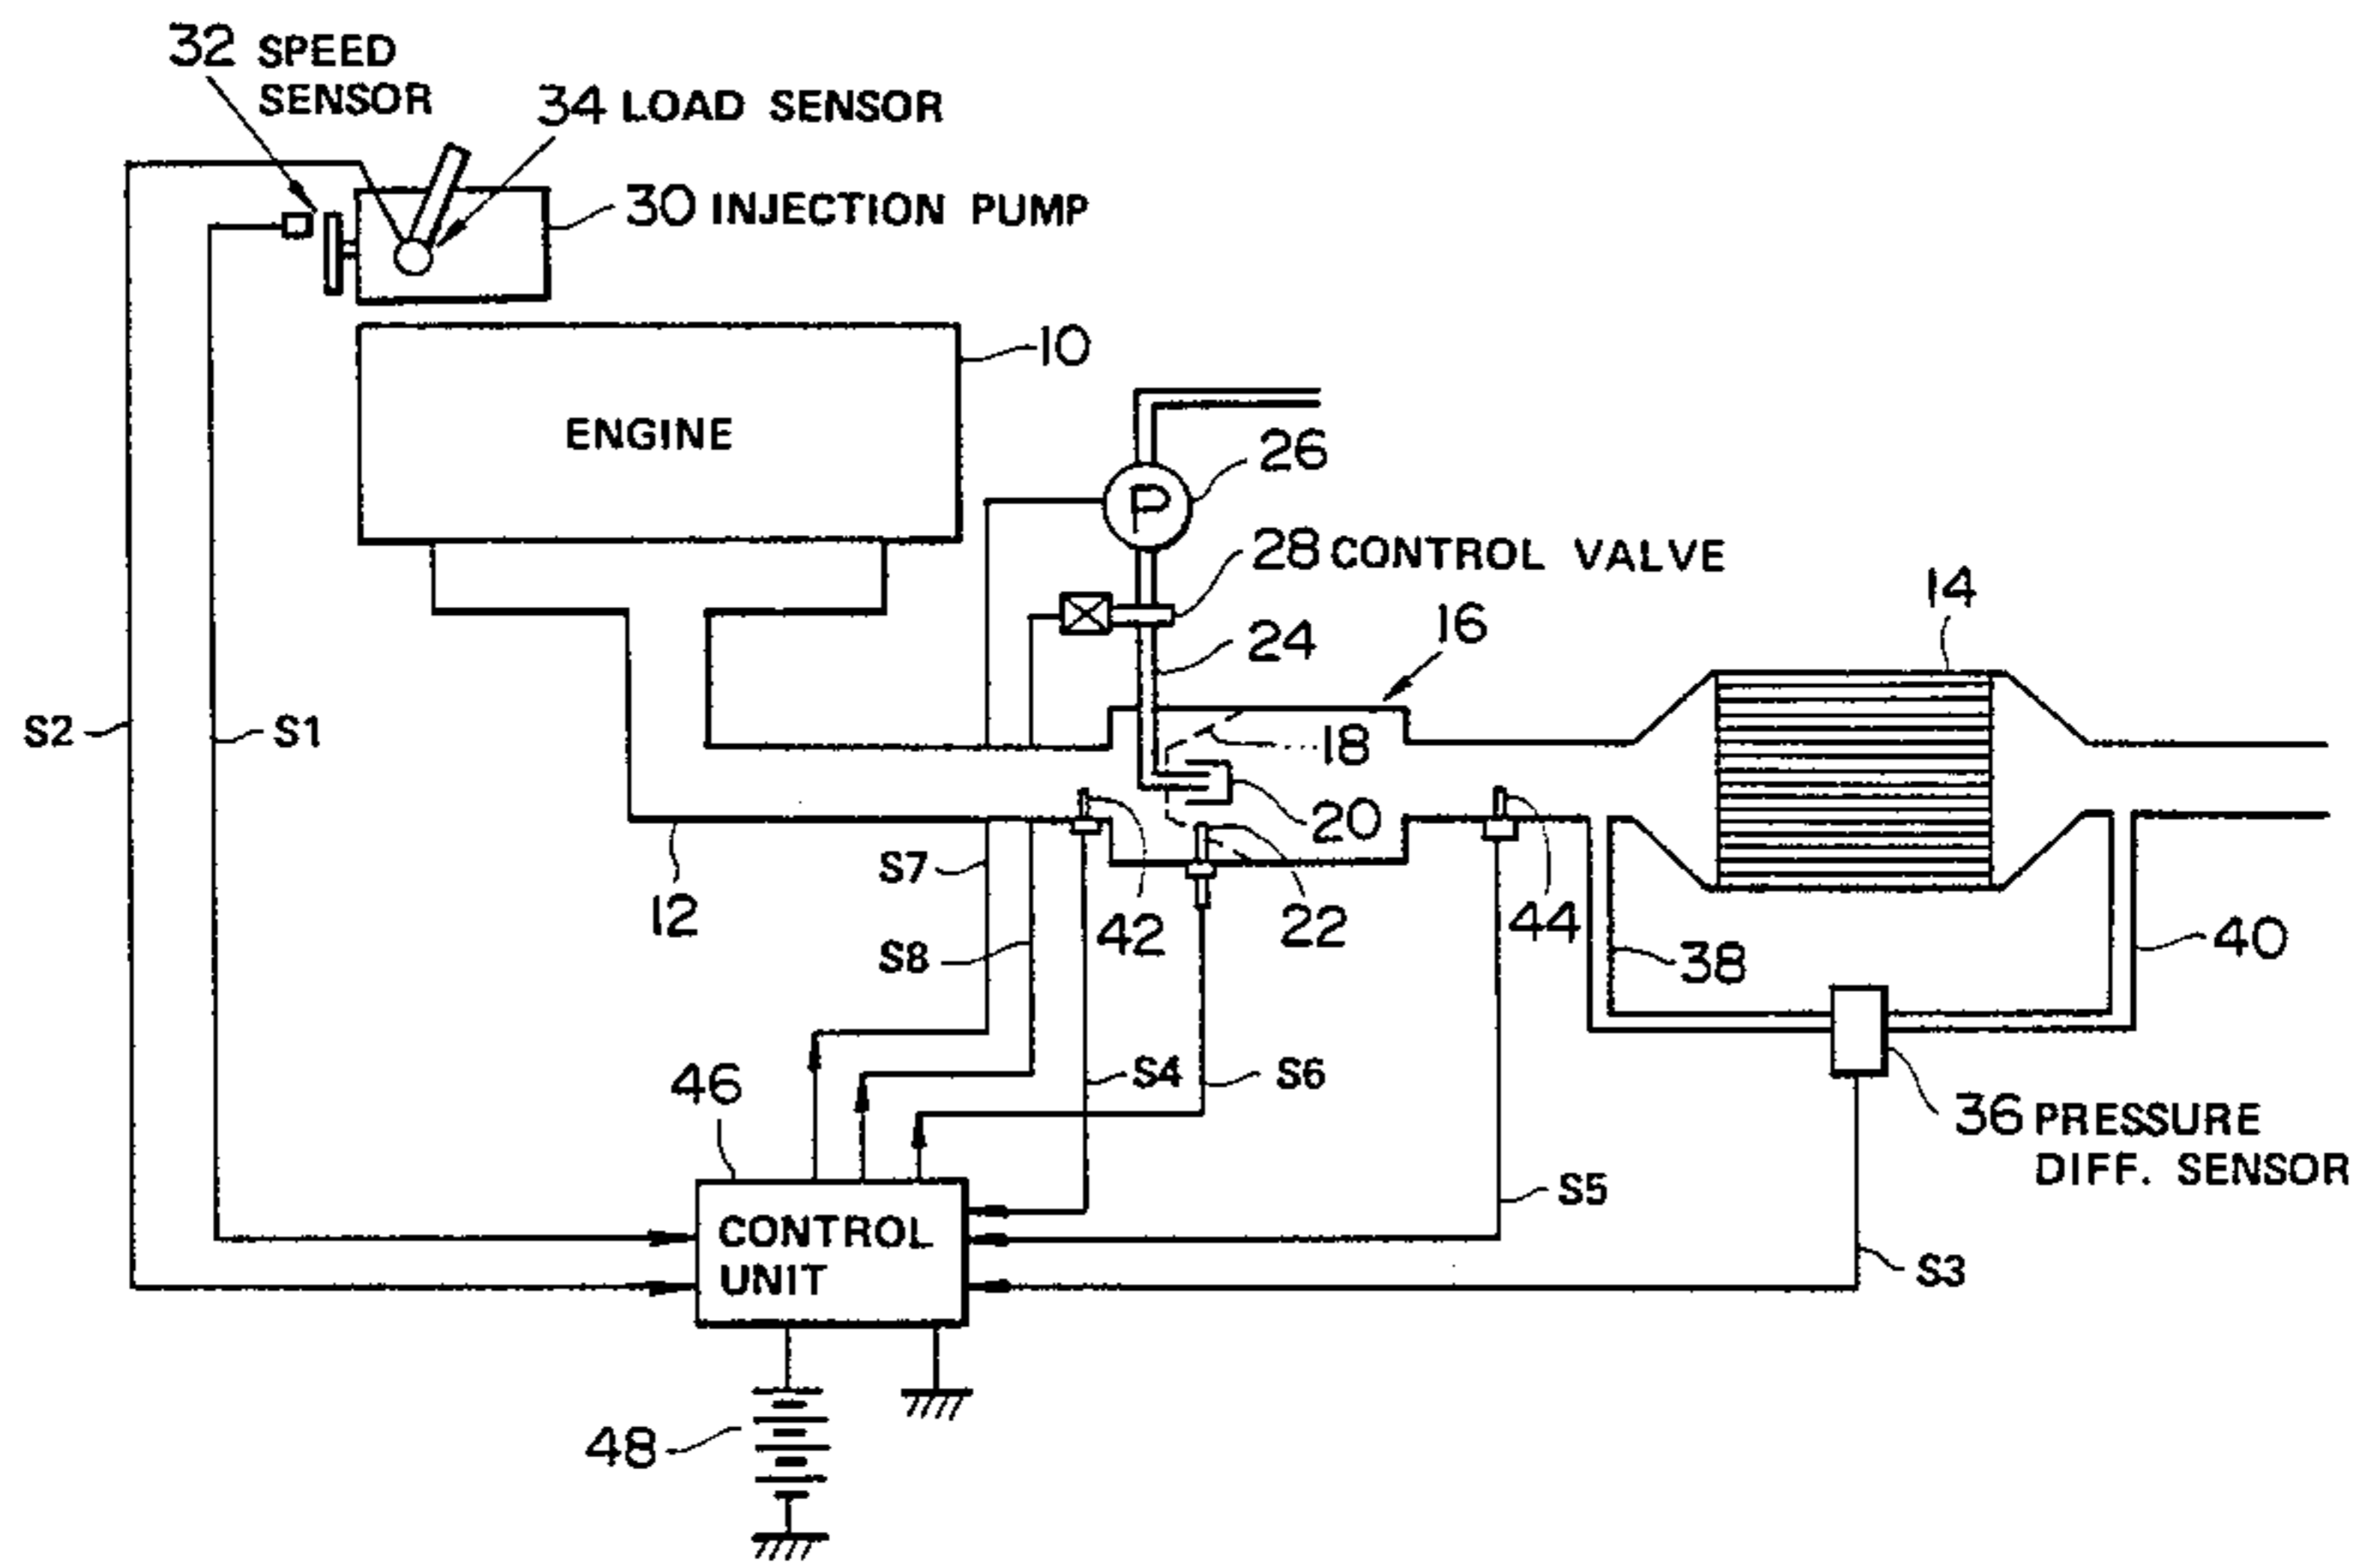 32 SPEED
SENSOR
34 LOAD SENSOR
30 INJECTION PUMP
10
ENGINE
26
P
28 CONTROL VALVE
24
16
14
S2
S1
18
20
S7
12
42
22
44
S8
38
40
46
S4
S6
36 PRESSURE
DIFF. SENSOR
S5
CONTROL
UNIT
S3
48